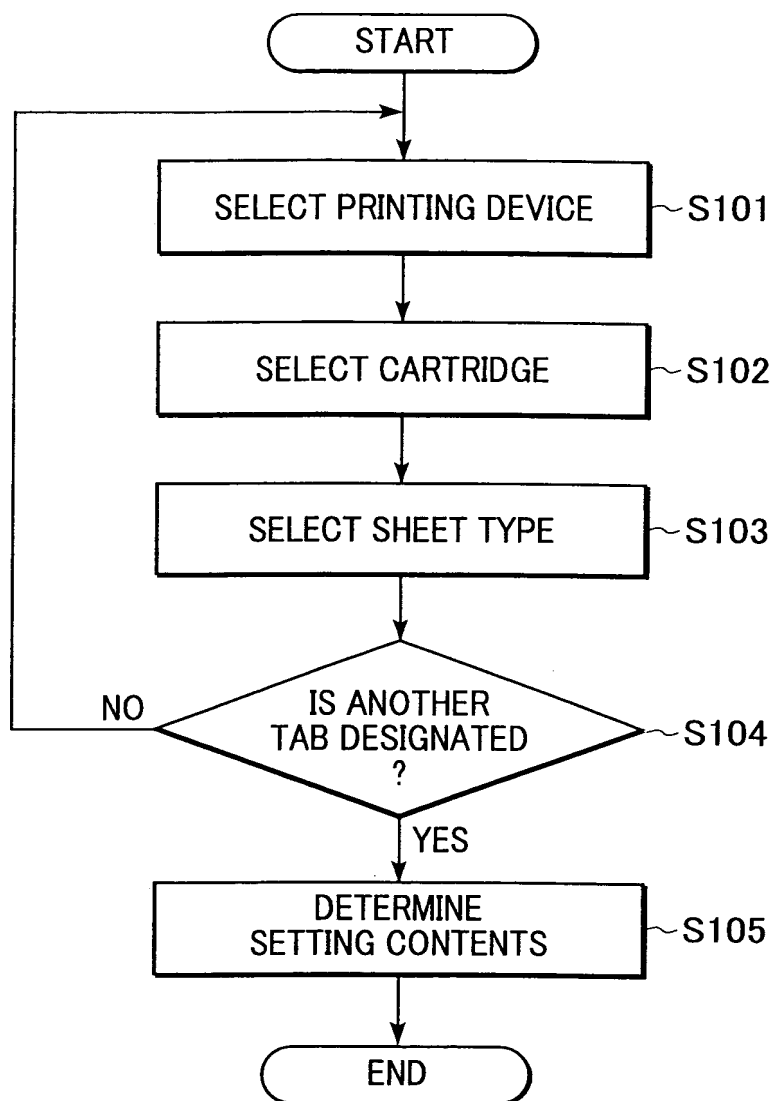 START
SELECT PRINTING DEVICE
S101
SELECT CARTRIDGE
S102
SELECT SHEET TYPE
S103
NO
IS ANOTHER
TAB DESIGNATED
?
S104
YES
DETERMINE
SETTING CONTENTS
S105
END